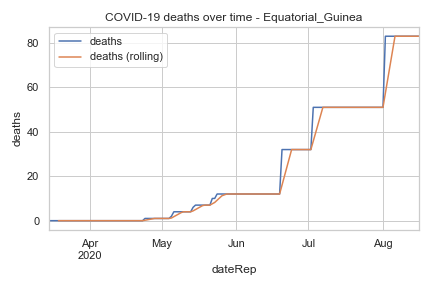 COVID-19 deaths over time - Equatorial_Guinea
deaths
deaths (rolling)
80
60
40
20
0
deaths
Apr
2020
May
Jun
Jul
Aug
dateRep